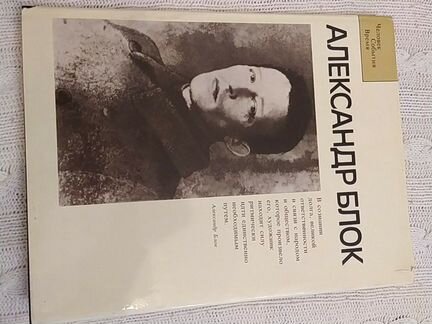 Человек
События
Время
АЛЕКСАНДР БЛОК
В сознании
долга, великой
ответственности
и связи с народом
и обществом,
которое произвело
его, художник
находит силу
ритмически
идти единственно
необходимым
путем.
Александр Блок